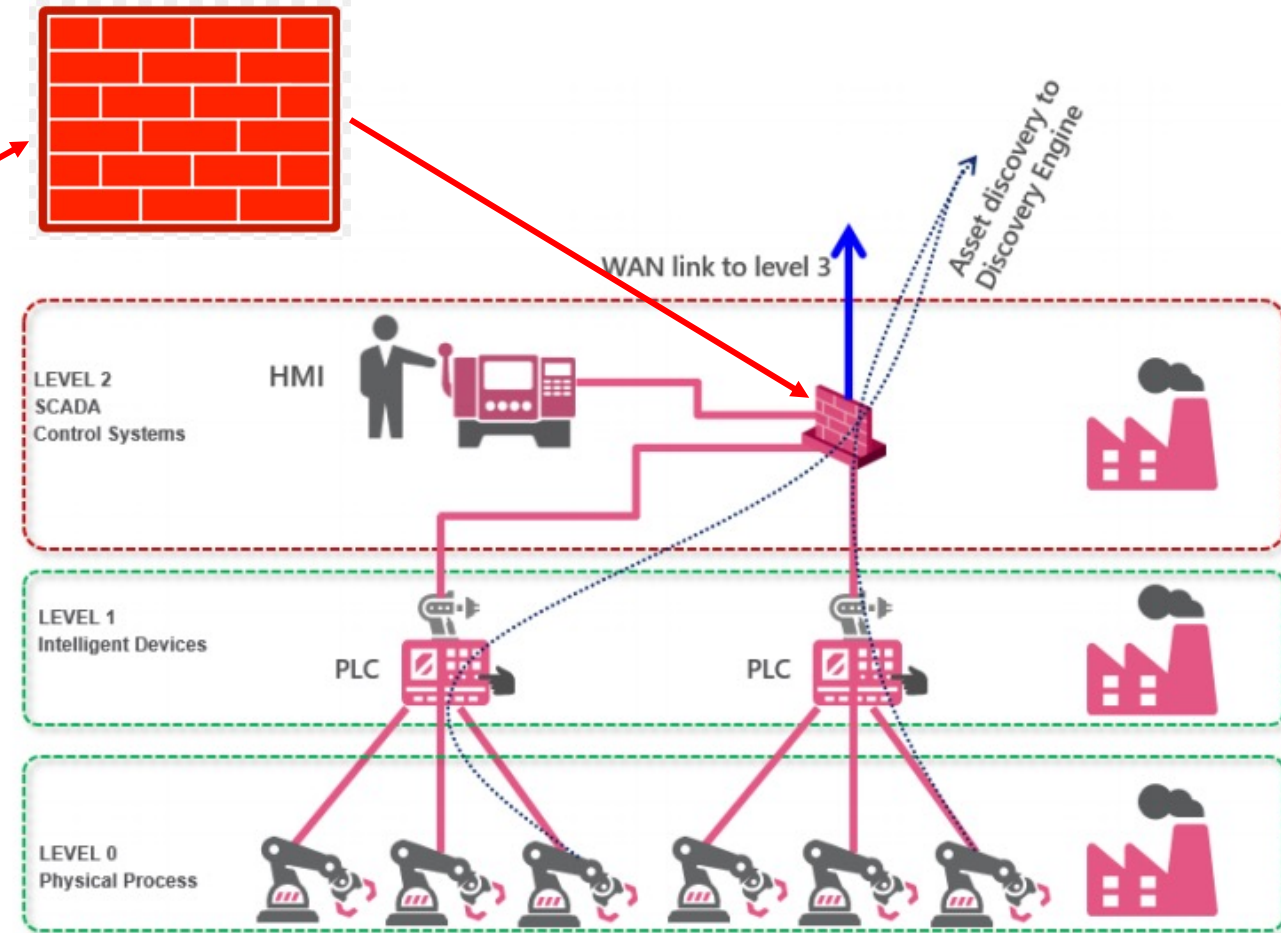 Asset discovery to
Discovery Engine
WAN link to level 3
LEVEL 2
SCADA
Control Systems
HMI
LEVEL 1
Intelligent Devices
PLC
PLC
LEVEL 0
Physical Process